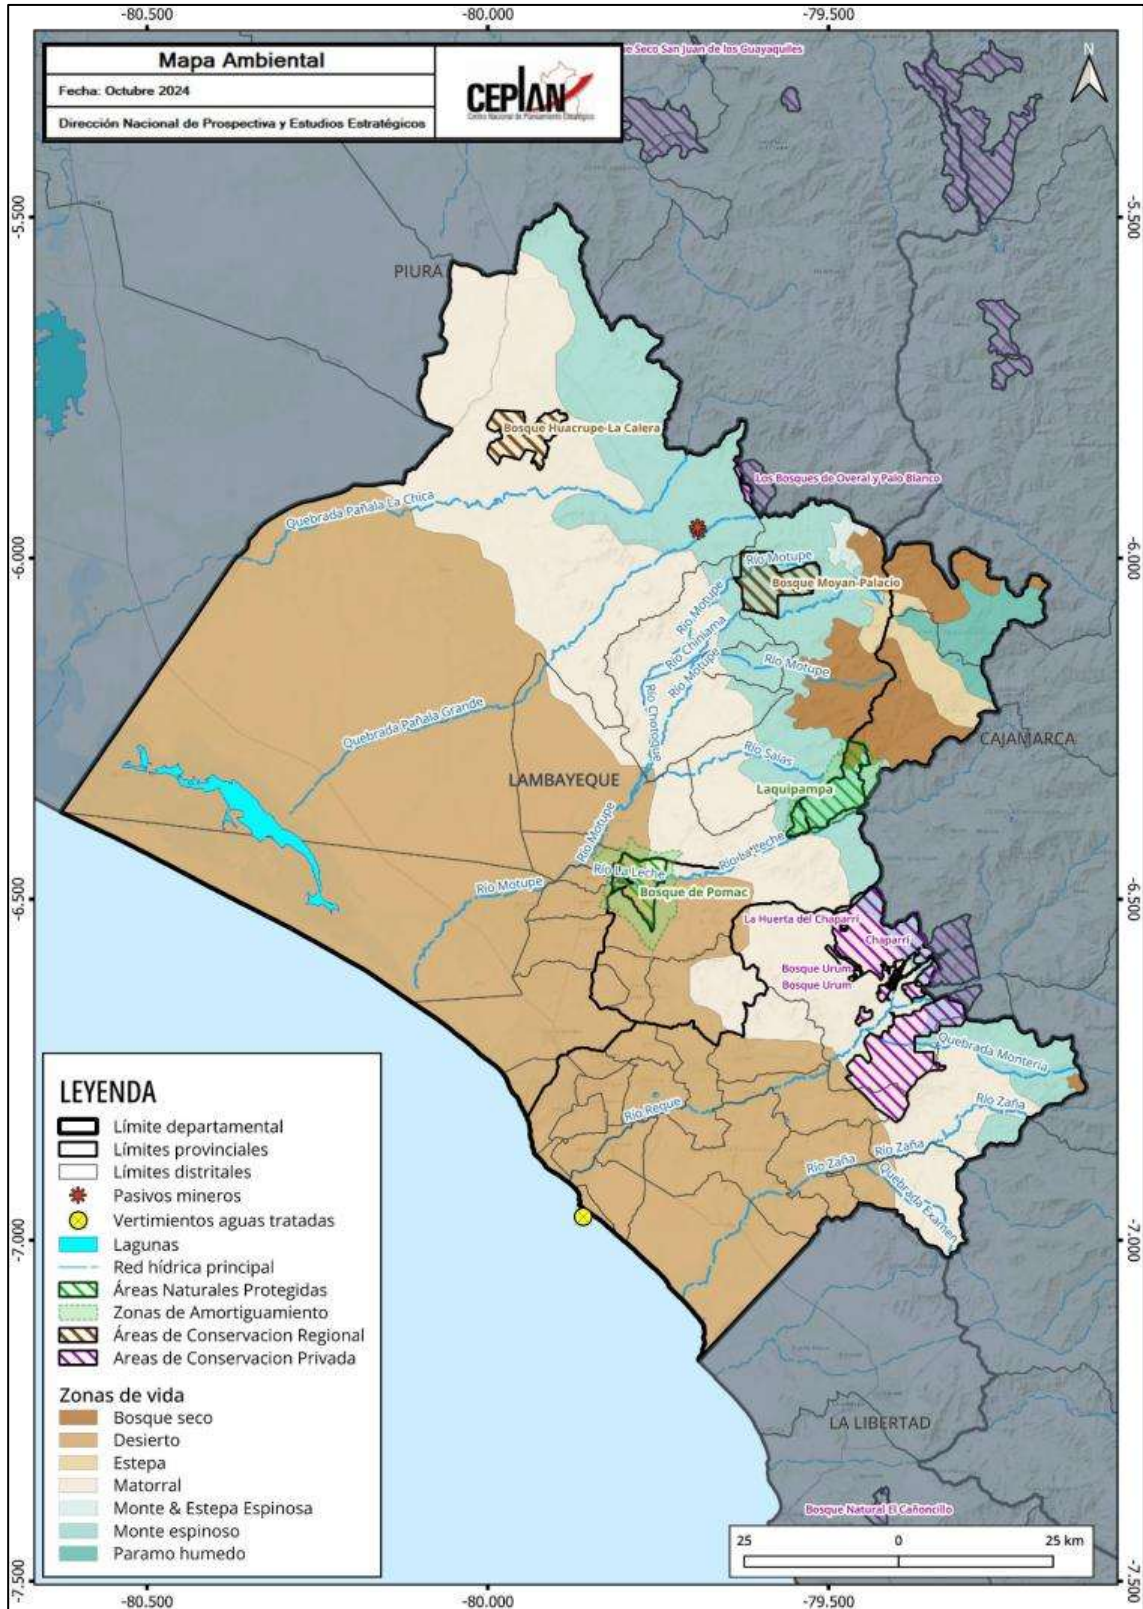 -80.500
-80.000
-79.500
Mapa Ambiental
Fecha: Octubre 2024
Dirección Nacional de Prospectiva y Estudios Estratégicos
CEPLAN
Centro Nacional de Planeamiento Estratégico
e Seco San Juan de los Guayaquiles
N
-5.500
-5.500
PIURA
Bosque Huacrupe-La Calera
Los Bosques de Overal y Palo Blanco
Quebrada Pañala La Chica
-6.000
-6.000
Río Motupe
Bosque Moyan-Palacio
Río Motupe
Río Chiniama
Río Motupe
Río Motupe
Río Chotoque
Quebrada Pañala Grande
CAJAMARCA
Río Salas
LAMBAYEQUE
Laquipampa
Río Motupe
Río La Leche
Río La Leche
Río Motupe
Bosque de Pomac
-6.500
-6.500
La Huerta del Chaparrí
Chaparrí
Bosque Urum
Bosque Urum
Quebrada Monteria
Río Reque
Río Zaña
Río Zaña
Río Zaña
Quebrada Examen
-7.000
-7.000
LEYENDA
Límite departamental
Límites provinciales
Límites distritales
Pasivos mineros
Vertimientos aguas tratadas
Lagunas
Red hídrica principal
Áreas Naturales Protegidas
Zonas de Amortiguamiento
Áreas de Conservacion Regional
Areas de Conservacion Privada
Zonas de vida
Bosque seco
Desierto
Estepa
Matorral
Monte & Estepa Espinosa
Monte espinoso
Paramo humedo
LA LIBERTAD
Bosque Natural El Cañoncillo
25 0 25 km
-7.500
-7.500
-80.500
-80.000
-79.500